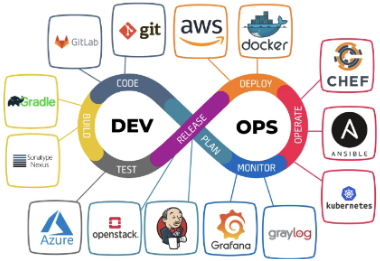 GitLab
git
aws
docker
CHEF
Gradle
CODE
DEPLOY
BUILD
DEV
RELEASE
OPS
OPERATE
ANSIBLE
Sonatype
Nexus
PLAN
TEST
MONITOR
kubernetes
Azure
openstack.
Grafana
graylog